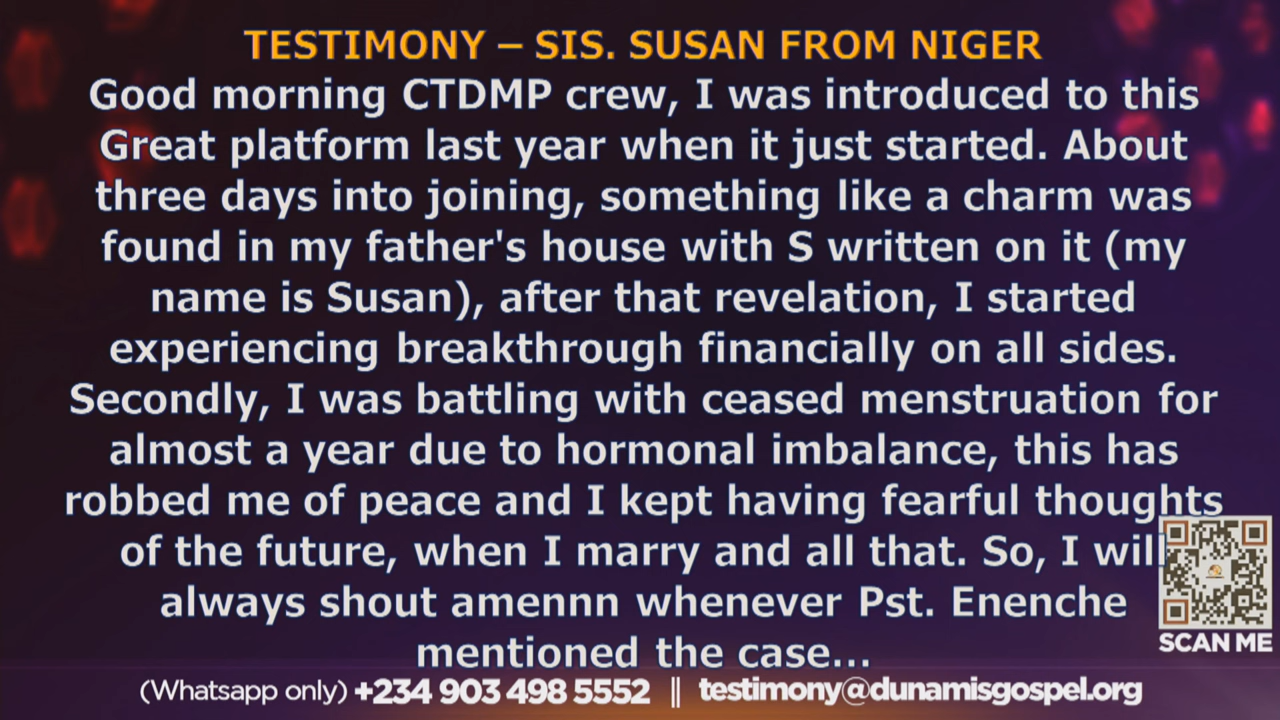 TESTIMONY – SIS. SUSAN FROM NIGER
Good morning CTDMP crew, I was introduced to this
Great platform last year when it just started. About
three days into joining, something like a charm was
found in my father's house with S written on it (my
name is Susan), after that revelation, I started
experiencing breakthrough financially on all sides.
Secondly, I was battling with ceased menstruation for
almost a year due to hormonal imbalance, this has
robbed me of peace and I kept having fearful thoughts
of the future, when I marry and all that. So, I will
always shout amennn whenever Pst. Enenche
mentioned the case...
SCAN ME
(Whatsapp only) +234 903 498 5552 || testimony@dunamisgospel.org